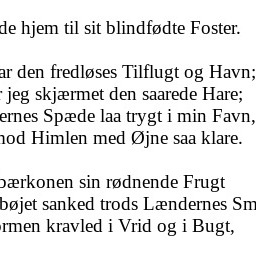 de hjem til sit blindfødte Foster.
ar den fredløses Tilflugt og Havn;
jeg skjærmet den saarede Hare;
ernes Spæde laa trygt i min Favn,
mod Himlen med Øjne saa klare.
bærkonen sin rødnende Frugt
bøjet sanked trods Lændernes Sm
rmen kravled i Vrid og i Bugt,